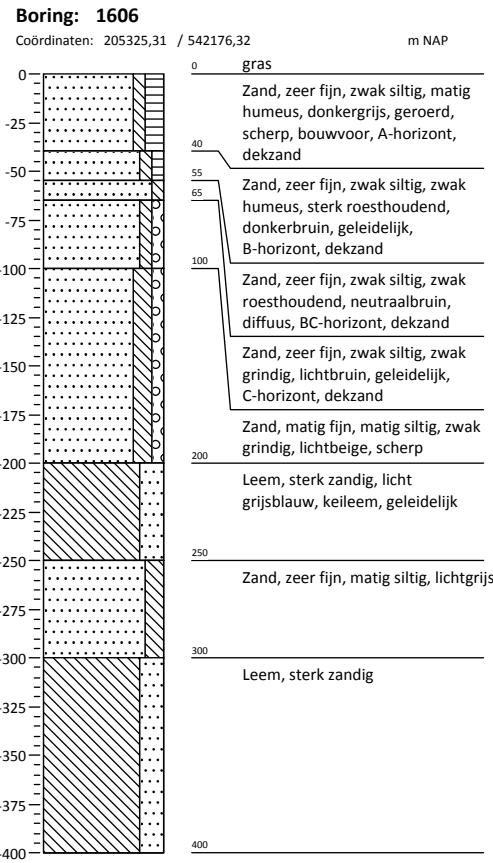 Boring: 1606
Coördinaten: 205325,31 / 542176,32 m NAP
0
-25
-50
-75
-100
-125
-150
-175
-200
-225
-250
-275
-300
-325
-350
-375
-400
0 gras
Zand, zeer fijn, zwak siltig, matig
humeus, donkergrijs, geroerd,
scherp, bouwvoor, A-horizont,
dekzand
40
Zand, zeer fijn, zwak siltig, zwak
humeus, sterk roesthoudend,
donkerbruin, geleidelijk,
B-horizont, dekzand
55
Zand, zeer fijn, zwak siltig, zwak
roesthoudend, neutraalbruin,
diffuus, BC-horizont, dekzand
65
Zand, zeer fijn, zwak siltig, zwak
grindig, lichtbruin, geleidelijk,
C-horizont, dekzand
100
Zand, matig fijn, matig siltig, zwak
grindig, lichtbeige, scherp
200
Leem, sterk zandig, licht
grijsblauw, keileem, geleidelijk
250
Zand, zeer fijn, matig siltig, lichtgrijs
300
Leem, sterk zandig
400